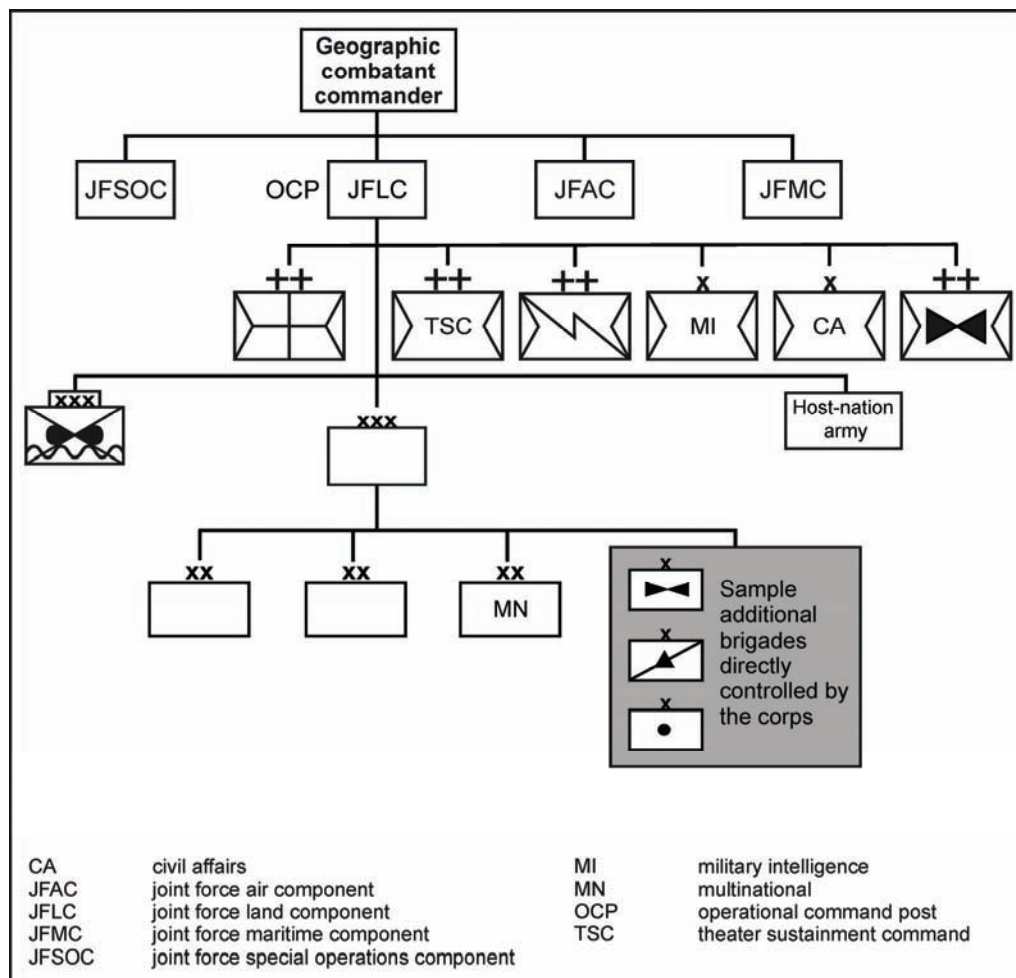 Geographic
combatant
commander
JFSOC
OCP
JFLC
JFAC
JFMC
++
++
++
x
x
++
TSC
MI
CA
xxx
xxx
Host-nation
army
xx
xx
xx
MN
x
x
x
Sample
additional
brigades
directly
controlled by
the corps
CA civil affairs
JFAC joint force air component
JFLC joint force land component
JFMC joint force maritime component
JFSOC joint force special operations component
MI military intelligence
MN multinational
OCP operational command post
TSC theater sustainment command